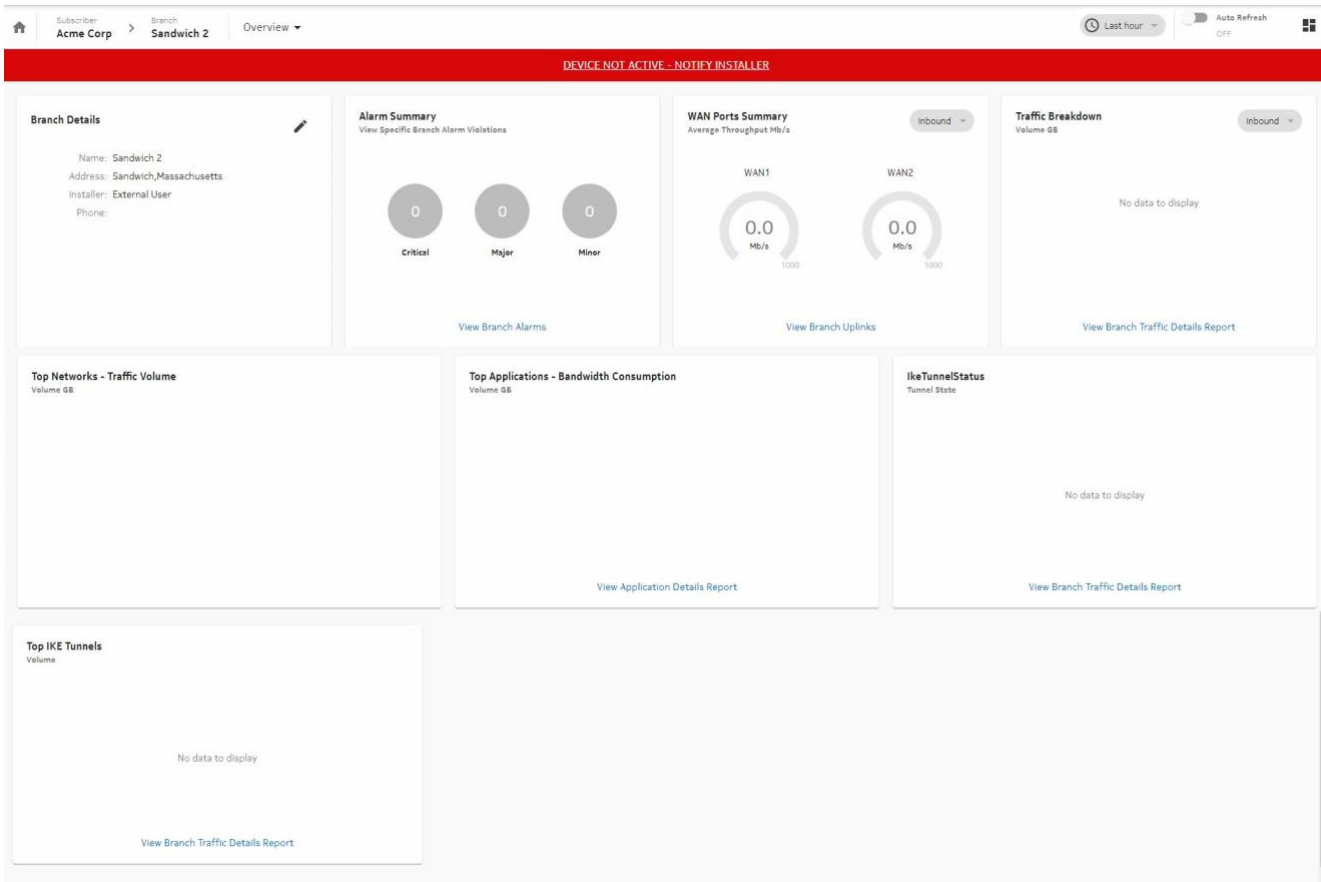 Subscriber
Acme Corp
Branch
Sandwich 2
Overview
Last hour
Auto Refresh
OFF
DEVICE NOT ACTIVE - NOTIFY INSTALLER
Branch Details
Name: Sandwich 2
Address: Sandwich,Massachusetts
Installer: External User
Phone:
Alarm Summary
View Specific Branch Alarm Violations
0 0 0
Critical Major Minor
View Branch Alarms
WAN Ports Summary
Average Throughput Mb/s
Inbound
WAN1 WAN2
0.0 0.0
Mb/s Mb/s
1000 1000
View Branch Uplinks
Traffic Breakdown
Volume GB
Inbound
No data to display
View Branch Traffic Details Report
Top Networks - Traffic Volume
Volume GB
Top Applications - Bandwidth Consumption
Volume GB
View Application Details Report
IkeTunnelStatus
Tunnel State
No data to display
View Branch Traffic Details Report
Top IKE Tunnels
Volume
No data to display
View Branch Traffic Details Report